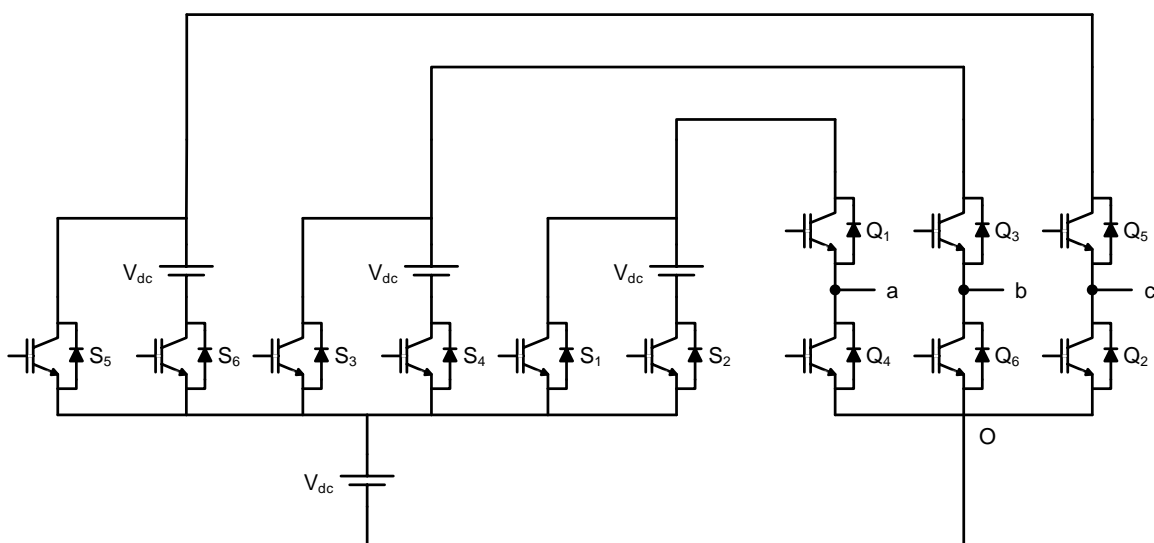 Q1 Q3 Q5
Vdc Vdc Vdc
a b c
S5 S6 S3 S4 S1 S2 Q4 Q6 Q2
O
Vdc